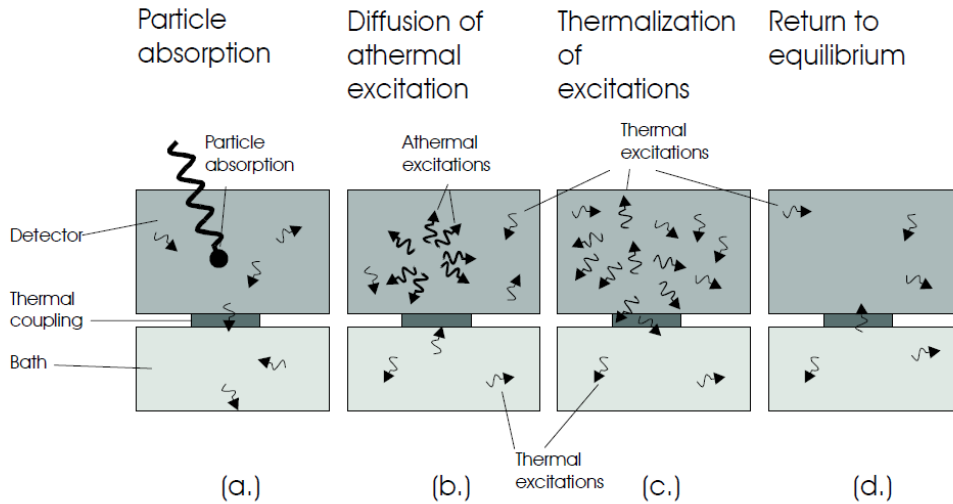 Particle
absorption
Diffusion of
athermal
excitation
Thermalization
of
excitations
Return to
equilibrium
Particle
absorption
Athermal
excitations
Thermal
excitations
Detector
Thermal
coupling
Bath
Thermal
excitations
(a.)
(b.)
(c.)
(d.)